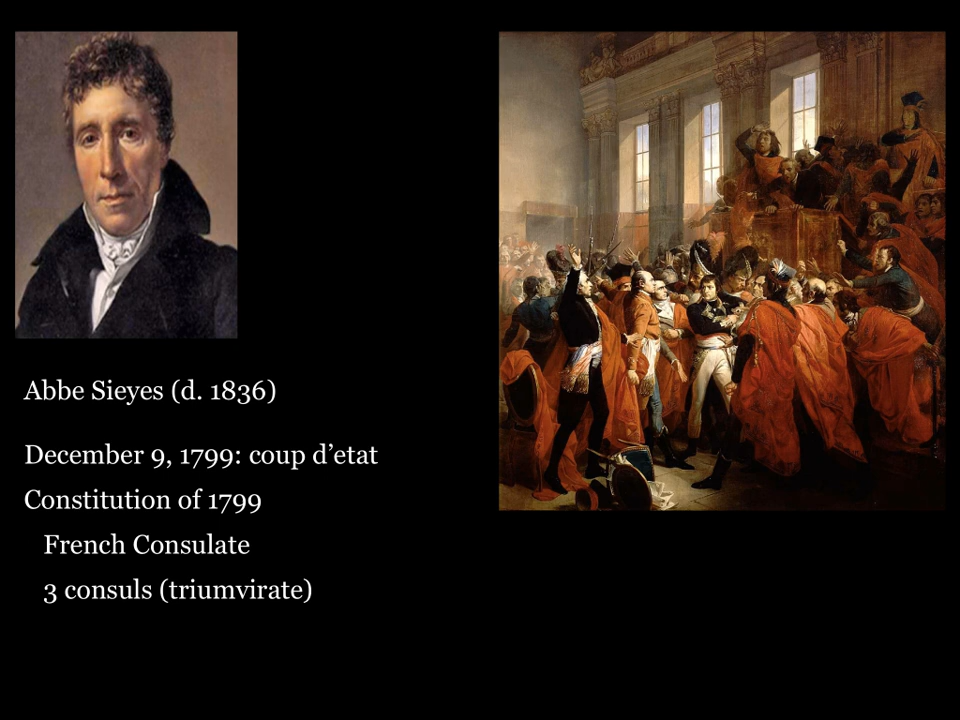 Abbe Sieyes (d. 1836)
December 9, 1799: coup d’etat
Constitution of 1799
French Consulate
3 consuls (triumvirate)